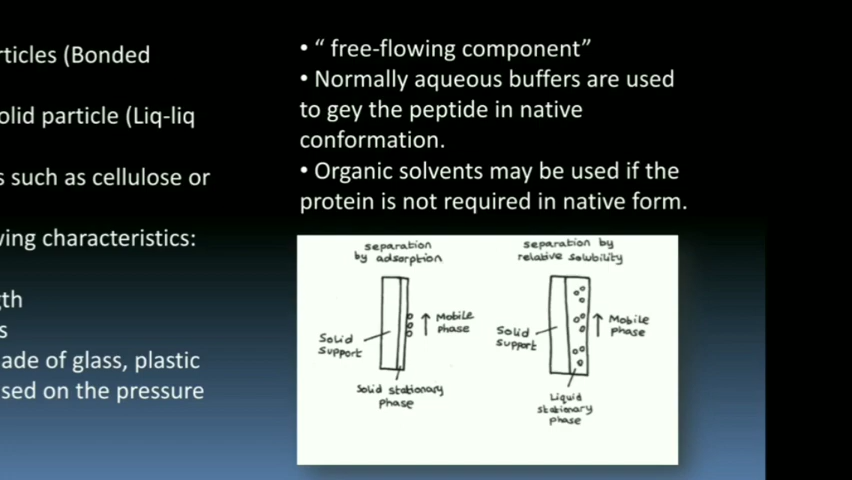 rticles (Bonded
olid particle (Liq-liq
s such as cellulose or
wing characteristics:
gth
s
ade of glass, plastic
sed on the pressure
• “ free-flowing component”
• Normally aqueous buffers are used
to gey the peptide in native
conformation.
• Organic solvents may be used if the
protein is not required in native form.
separation
by adsorption
Mobile
phase
Solid
support
Solid stationary
phase
separation by
relative solubility
Mobile
phase
Solid
support
Liquid
stationary
phase